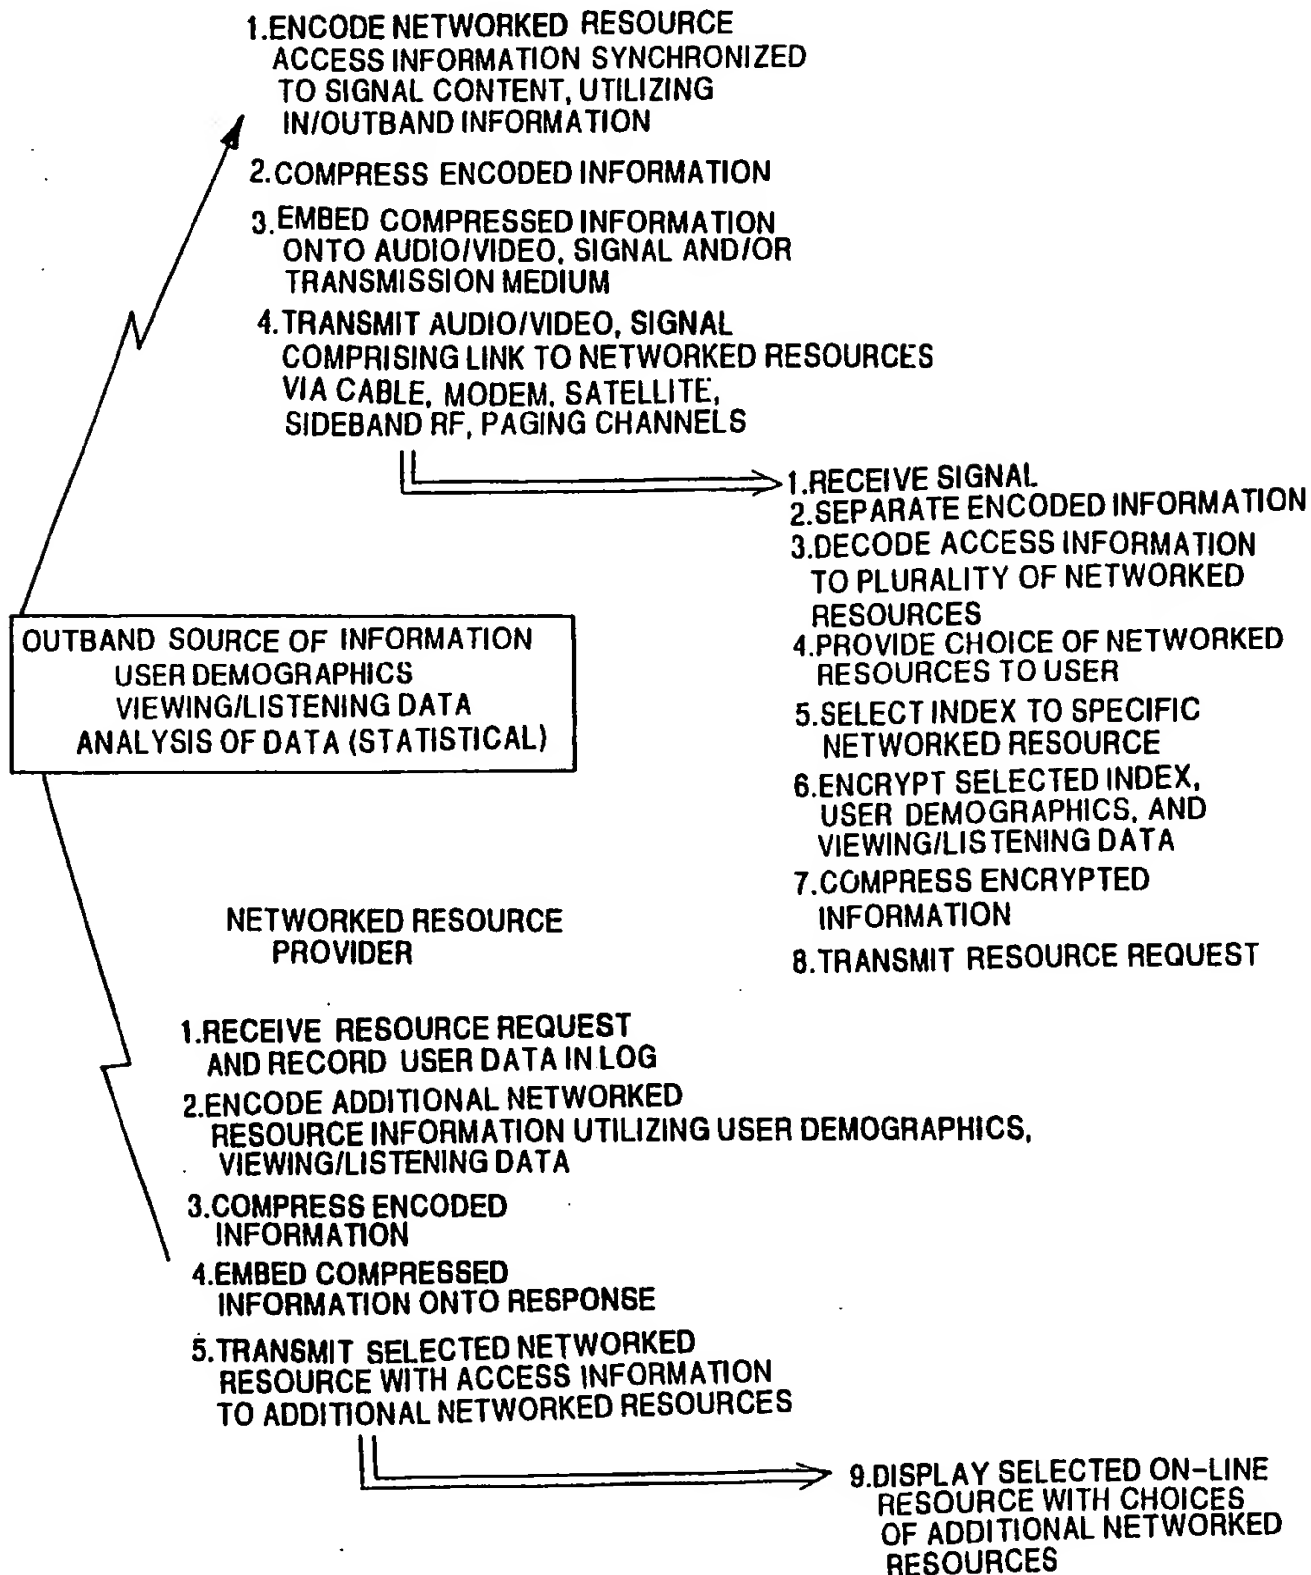 1.ENCODE NETWORKED RESOURCE
ACCESS INFORMATION SYNCHRONIZED
TO SIGNAL CONTENT, UTILIZING
IN/OUTBAND INFORMATION
2.COMPRESS ENCODED INFORMATION
3.EMBED COMPRESSED INFORMATION
ONTO AUDIO/VIDEO, SIGNAL AND/OR
TRANSMISSION MEDIUM
4.TRANSMIT AUDIO/VIDEO, SIGNAL
COMPRISING LINK TO NETWORKED RESOURCES
VIA CABLE, MODEM, SATELLITE,
SIDEBAND RF, PAGING CHANNELS
1.RECEIVE SIGNAL
2.SEPARATE ENCODED INFORMATION
3.DECODE ACCESS INFORMATION
TO PLURALITY OF NETWORKED
RESOURCES
4.PROVIDE CHOICE OF NETWORKED
RESOURCES TO USER
5.SELECT INDEX TO SPECIFIC
NETWORKED RESOURCE
6.ENCRYPT SELECTED INDEX,
USER DEMOGRAPHICS, AND
VIEWING/LISTENING DATA
7.COMPRESS ENCRYPTED
INFORMATION
8.TRANSMIT RESOURCE REQUEST
OUTBAND SOURCE OF INFORMATION
USER DEMOGRAPHICS
VIEWING/LISTENING DATA
ANALYSIS OF DATA (STATISTICAL)
NETWORKED RESOURCE
PROVIDER
1.RECEIVE RESOURCE REQUEST
AND RECORD USER DATA IN LOG
2.ENCODE ADDITIONAL NETWORKED
RESOURCE INFORMATION UTILIZING USER DEMOGRAPHICS,
VIEWING/LISTENING DATA
3.COMPRESS ENCODED
INFORMATION
4.EMBED COMPRESSED
INFORMATION ONTO RESPONSE
5.TRANSMIT SELECTED NETWORKED
RESOURCE WITH ACCESS INFORMATION
TO ADDITIONAL NETWORKED RESOURCES
9.DISPLAY SELECTED ON-LINE
RESOURCE WITH CHOICES
OF ADDITIONAL NETWORKED
RESOURCES